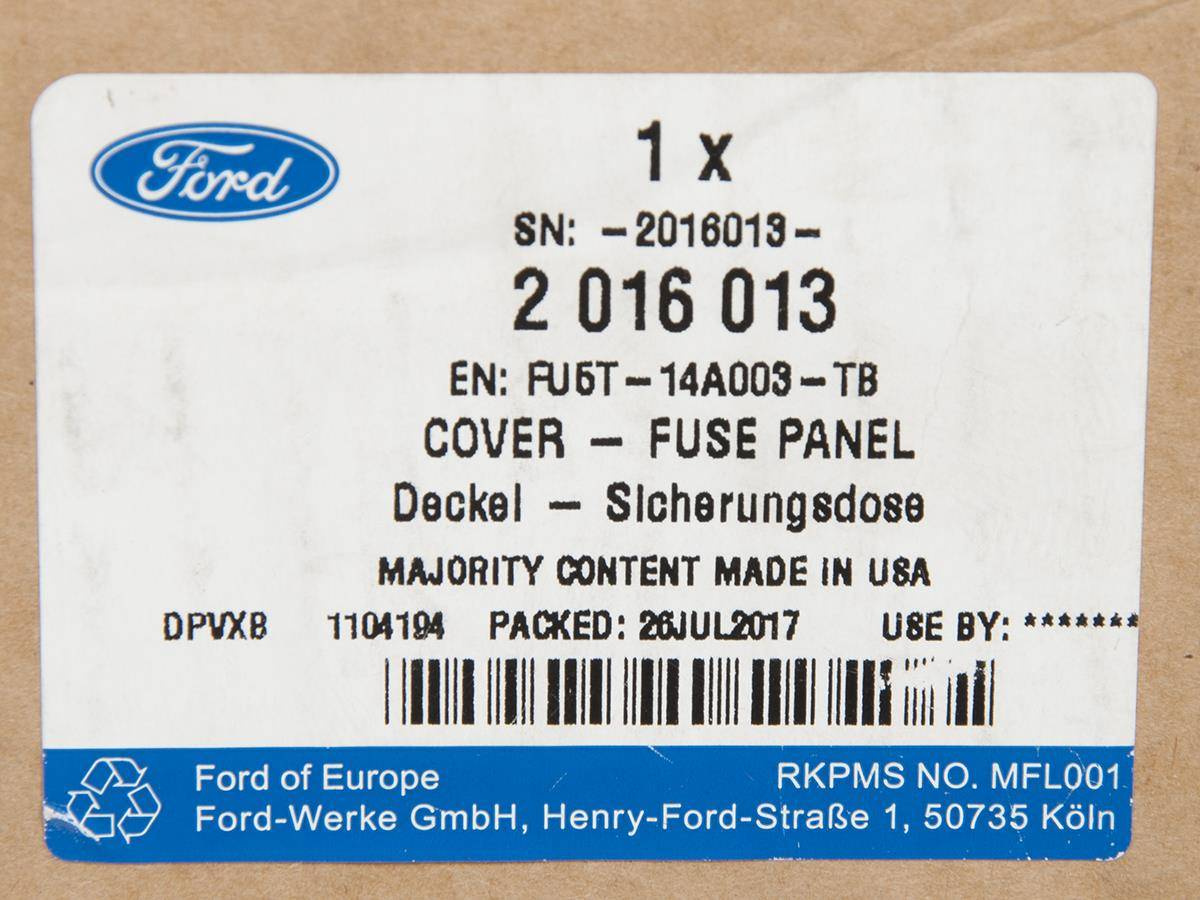 Ford
1 x
SN: -2016013-
2 016 013
EN: FU5T-14A003-TB
COVER - FUSE PANEL
Deckel - Sicherungsdose
MAJORITY CONTENT MADE IN USA
DPVXB 1104194 PACKED: 26JUL2017 USE BY: *******
Ford of Europe RKPMS NO. MFL001
Ford-Werke GmbH, Henry-Ford-Straße 1, 50735 Köln